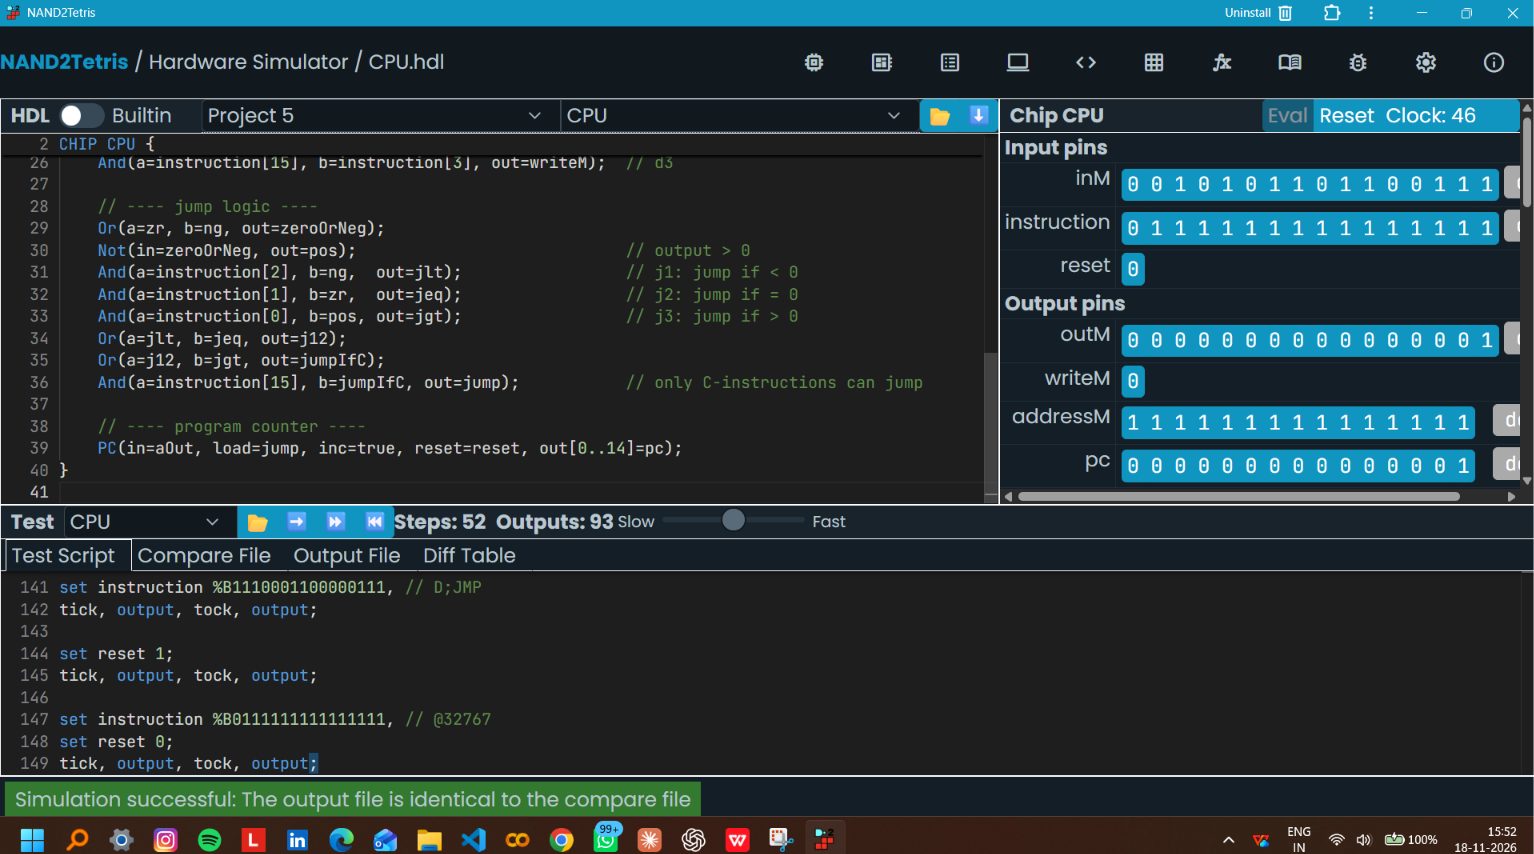 NAND2Tetris
Uninstall
NAND2Tetris / Hardware Simulator / CPU.hdl
HDL Builtin Project 5 CPU
2 CHIP CPU {
26 And(a=instruction[15], b=instruction[3], out=writeM); // d3
27
28 // ---- jump logic ----
29 Or(a=zr, b=ng, out=zeroOrNeg);
30 Not(in=zeroOrNeg, out=pos); // output > 0
31 And(a=instruction[2], b=ng, out=jlt); // j1: jump if < 0
32 And(a=instruction[1], b=zr, out=jeq); // j2: jump if = 0
33 And(a=instruction[0], b=pos, out=jgt); // j3: jump if > 0
34 Or(a=jlt, b=jeq, out=j12);
35 Or(a=j12, b=jgt, out=jumpIfC);
36 And(a=instruction[15], b=jumpIfC, out=jump); // only C-instructions can jump
37
38 // ---- program counter ----
39 PC(in=aOut, load=jump, inc=true, reset=reset, out[0..14]=pc);
40 }
41
Chip CPU Eval Reset Clock: 46
Input pins
inM 0 0 1 0 1 0 1 1 0 1 1 0 0 1 1 1
instruction 0 1 1 1 1 1 1 1 1 1 1 1 1 1 1 1
reset 0
Output pins
outM 0 0 0 0 0 0 0 0 0 0 0 0 0 0 0 1
writeM 0
addressM 1 1 1 1 1 1 1 1 1 1 1 1 1 1 1
pc 0 0 0 0 0 0 0 0 0 0 0 0 0 0 1
Test CPU Steps: 52 Outputs: 93 Slow Fast
Test Script Compare File Output File Diff Table
141 set instruction %B1110001100000111, // D;JMP
142 tick, output, tock, output;
143
144 set reset 1;
145 tick, output, tock, output;
146
147 set instruction %B0111111111111111, // @32767
148 set reset 0;
149 tick, output, tock, output;
Simulation successful: The output file is identical to the compare file
99+
ENG
IN
100%
15:52
18-11-2026